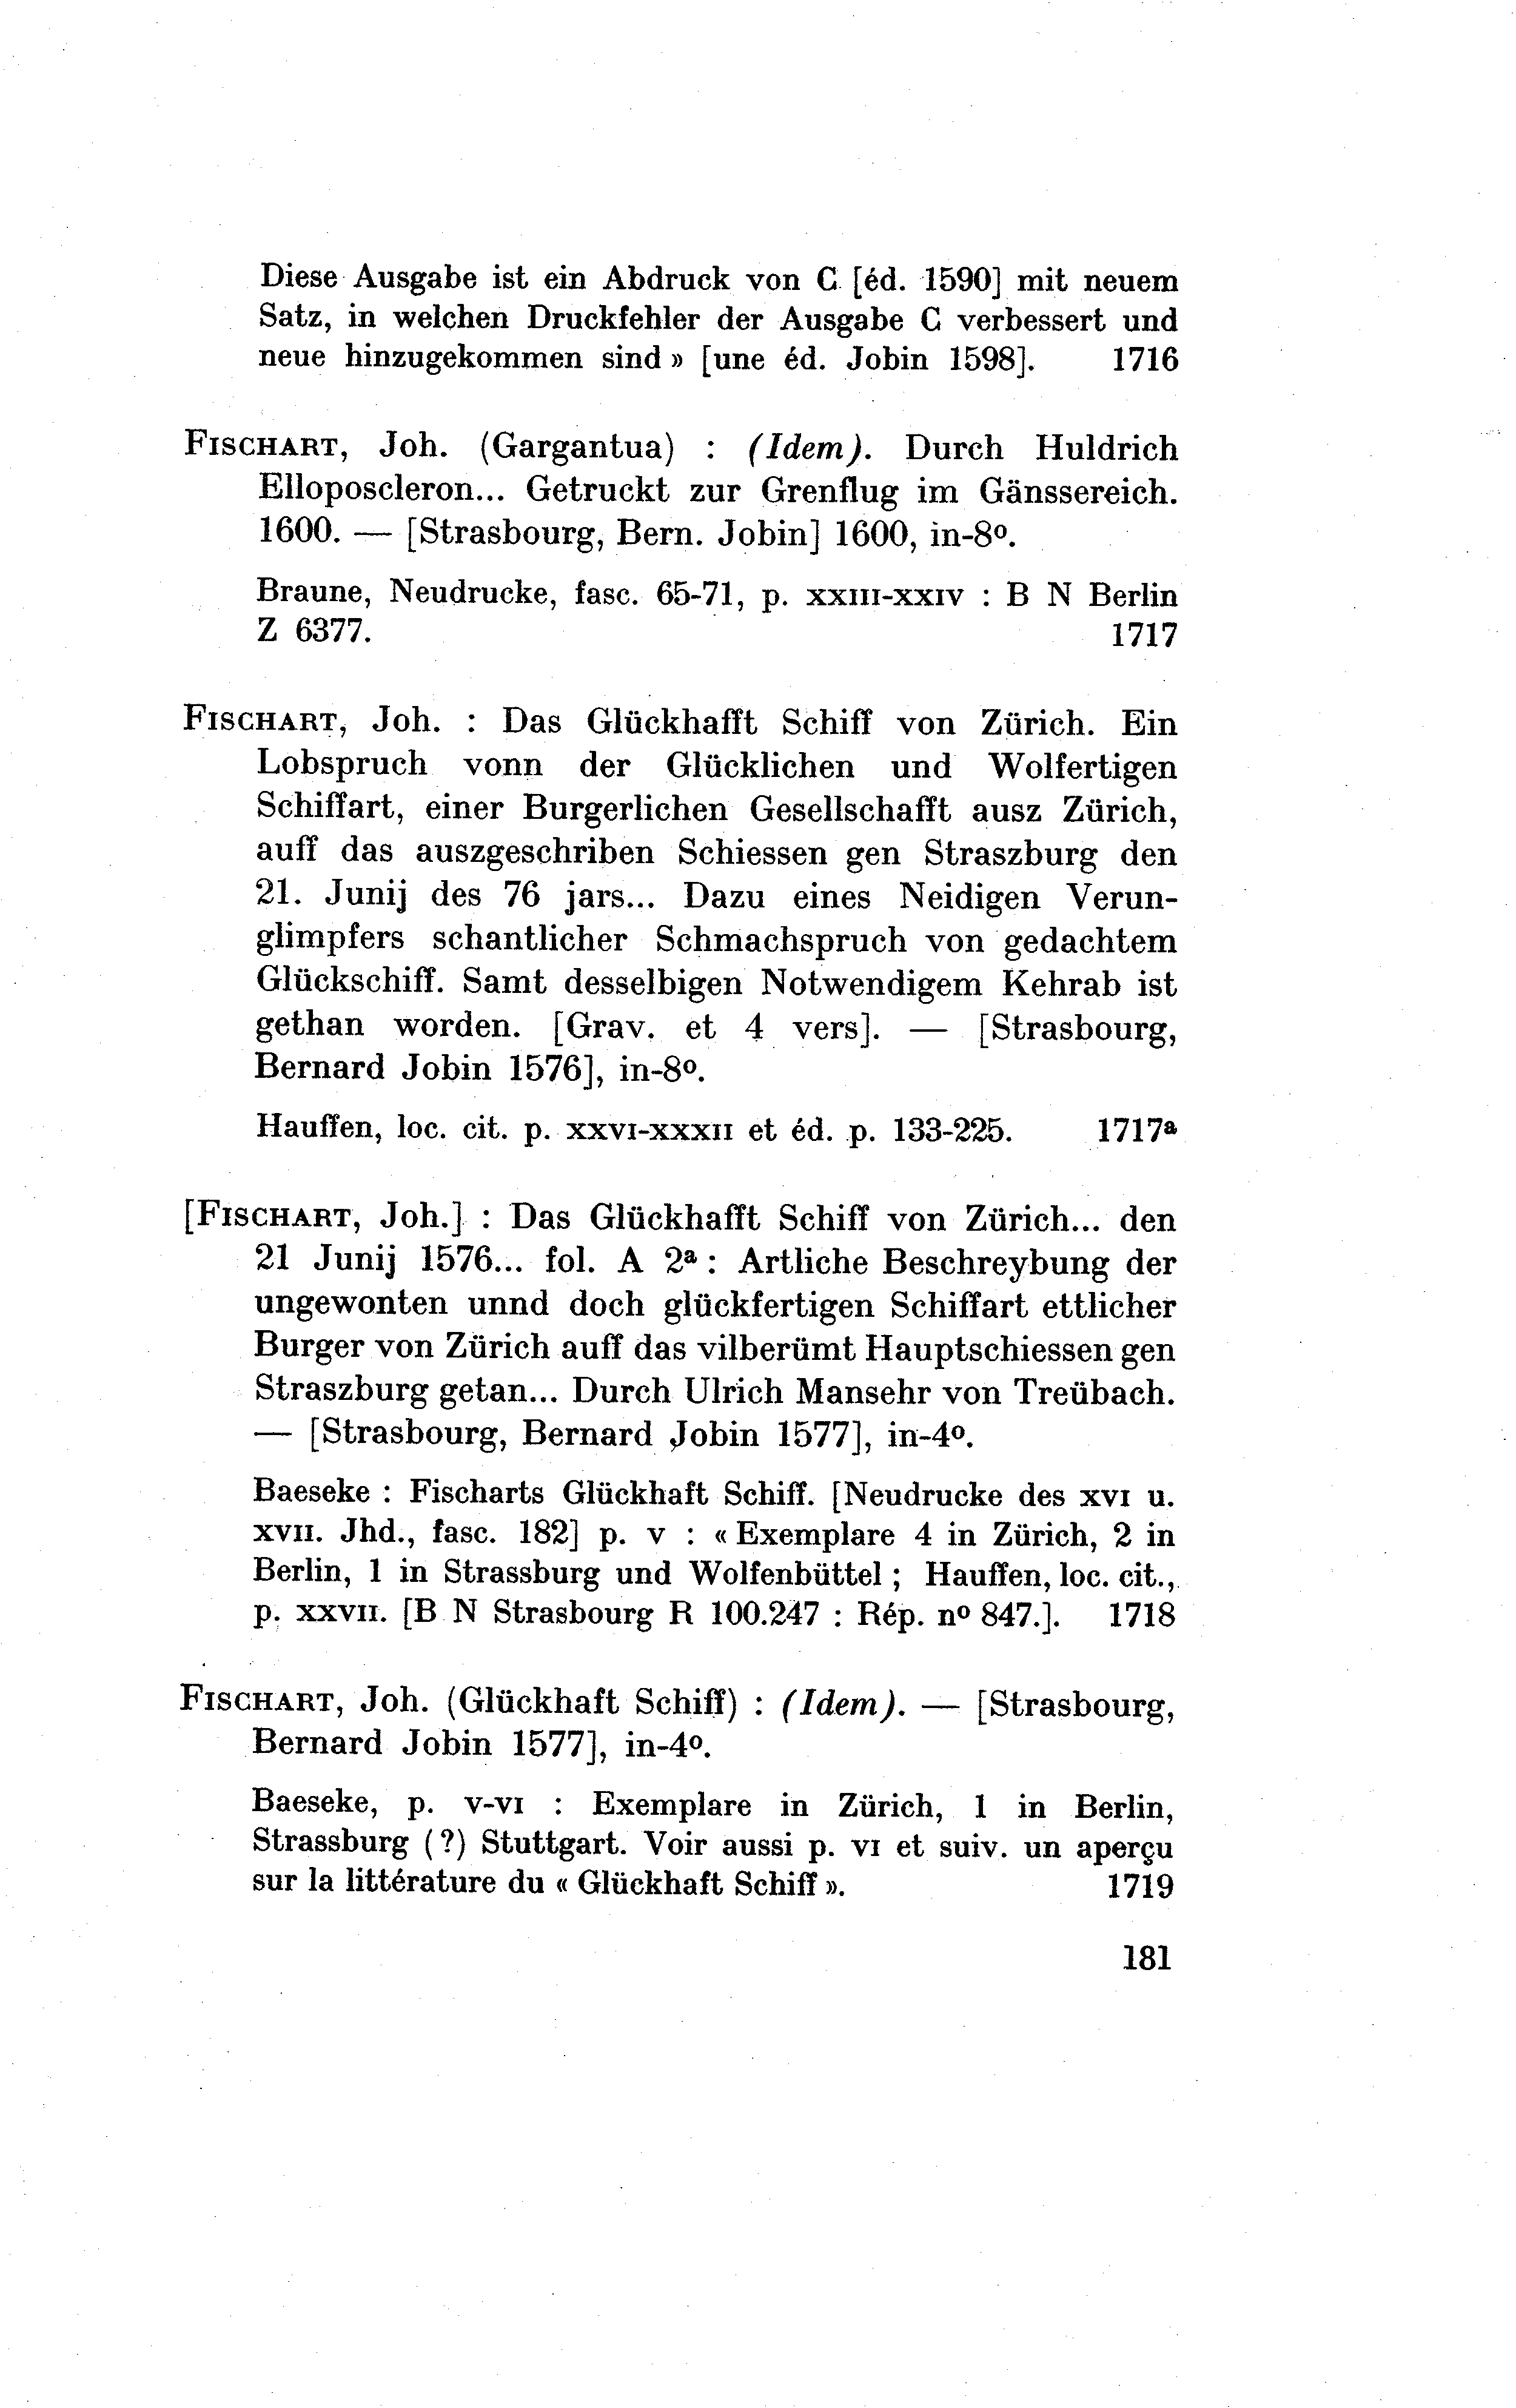 Diese Ausgabe ist ein Abdruck von C [éd. 1590] mit neuem
Satz, in welchen Druckfehler der Ausgabe C verbessert und
neue hinzugekommen sind » [une éd. Jobin 1598]. 1716
FISCHART, Joh. (Gargantua) : (Idem). Durch Huldrich
Elloposcleron... Getruckt zur Grenflug im Gänssereich.
1600. — [Strasbourg, Bern. Jobin] 1600, in-8º.
Braune, Neudrucke, fasc. 65-71, p. XXIII-XXIV : B N Berlin
Z 6377. 1717
FISCHART, Joh. : Das Glückhafft Schiff von Zürich. Ein
Lobspruch vonn der Glücklichen und Wolfertigen
Schiffart, einer Burgerlichen Gesellschafft ausz Zürich,
auff das auszgeschriben Schiessen gen Straszburg den
21. Junij des 76 jars... Dazu eines Neidigen Verun-
glimpfers schantlicher Schmachspruch von gedachtem
Glückschiff. Samt desselbigen Notwendigem Kehrab ist
gethan worden. [Grav. et 4 vers]. — [Strasbourg,
Bernard Jobin 1576], in-8º.
Hauffen, loc. cit. p. XXVI-XXXII et éd. p. 133-225. 1717ª
[FISCHART, Joh.] : Das Glückhafft Schiff von Zürich... den
21 Junij 1576... fol. A 2ª : Artliche Beschreybung der
ungewonten unnd doch glückfertigen Schiffart ettlicher
Burger von Zürich auff das vilberümt Hauptschiessen gen
Straszburg getan... Durch Ulrich Mansehr von Treübach.
— [Strasbourg, Bernard Jobin 1577], in-4º.
Baeseke : Fischarts Glückhaft Schiff. [Neudrucke des XVI u.
XVII. Jhd., fasc. 182] p. V : « Exemplare 4 in Zürich, 2 in
Berlin, 1 in Strassburg und Wolfenbüttel ; Hauffen, loc. cit.,
p. XXVII. [B N Strasbourg R 100.247 : Rép. nº 847.]. 1718
FISCHART, Joh. (Glückhaft Schiff) : (Idem). — [Strasbourg,
Bernard Jobin 1577], in-4º.
Baeseke, p. V-VI : Exemplare in Zürich, 1 in Berlin,
Strassburg (?) Stuttgart. Voir aussi p. VI et suiv. un aperçu
sur la littérature du « Glückhaft Schiff ». 1719
181